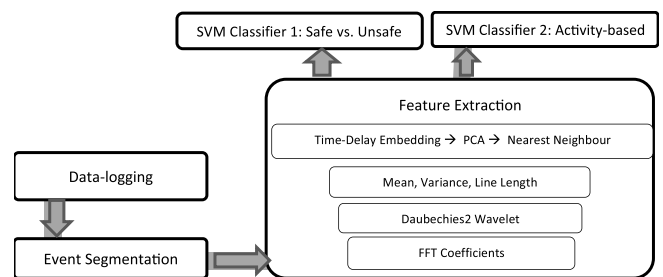 SVM Classifier 1: Safe vs. Unsafe
SVM Classifier 2: Activity-based
Feature Extraction
Time-Delay Embedding → PCA → Nearest Neighbour
Data-logging
Mean, Variance, Line Length
Daubechies2 Wavelet
Event Segmentation
FFT Coefficients